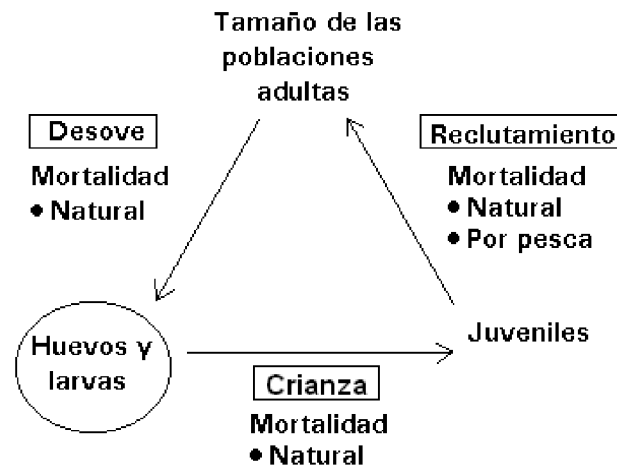 Tamaño de las
poblaciones
adultas
Desove
Mortalidad
● Natural
Reclutamiento
Mortalidad
● Natural
● Por pesca
Huevos y
larvas
Juveniles
Crianza
Mortalidad
● Natural